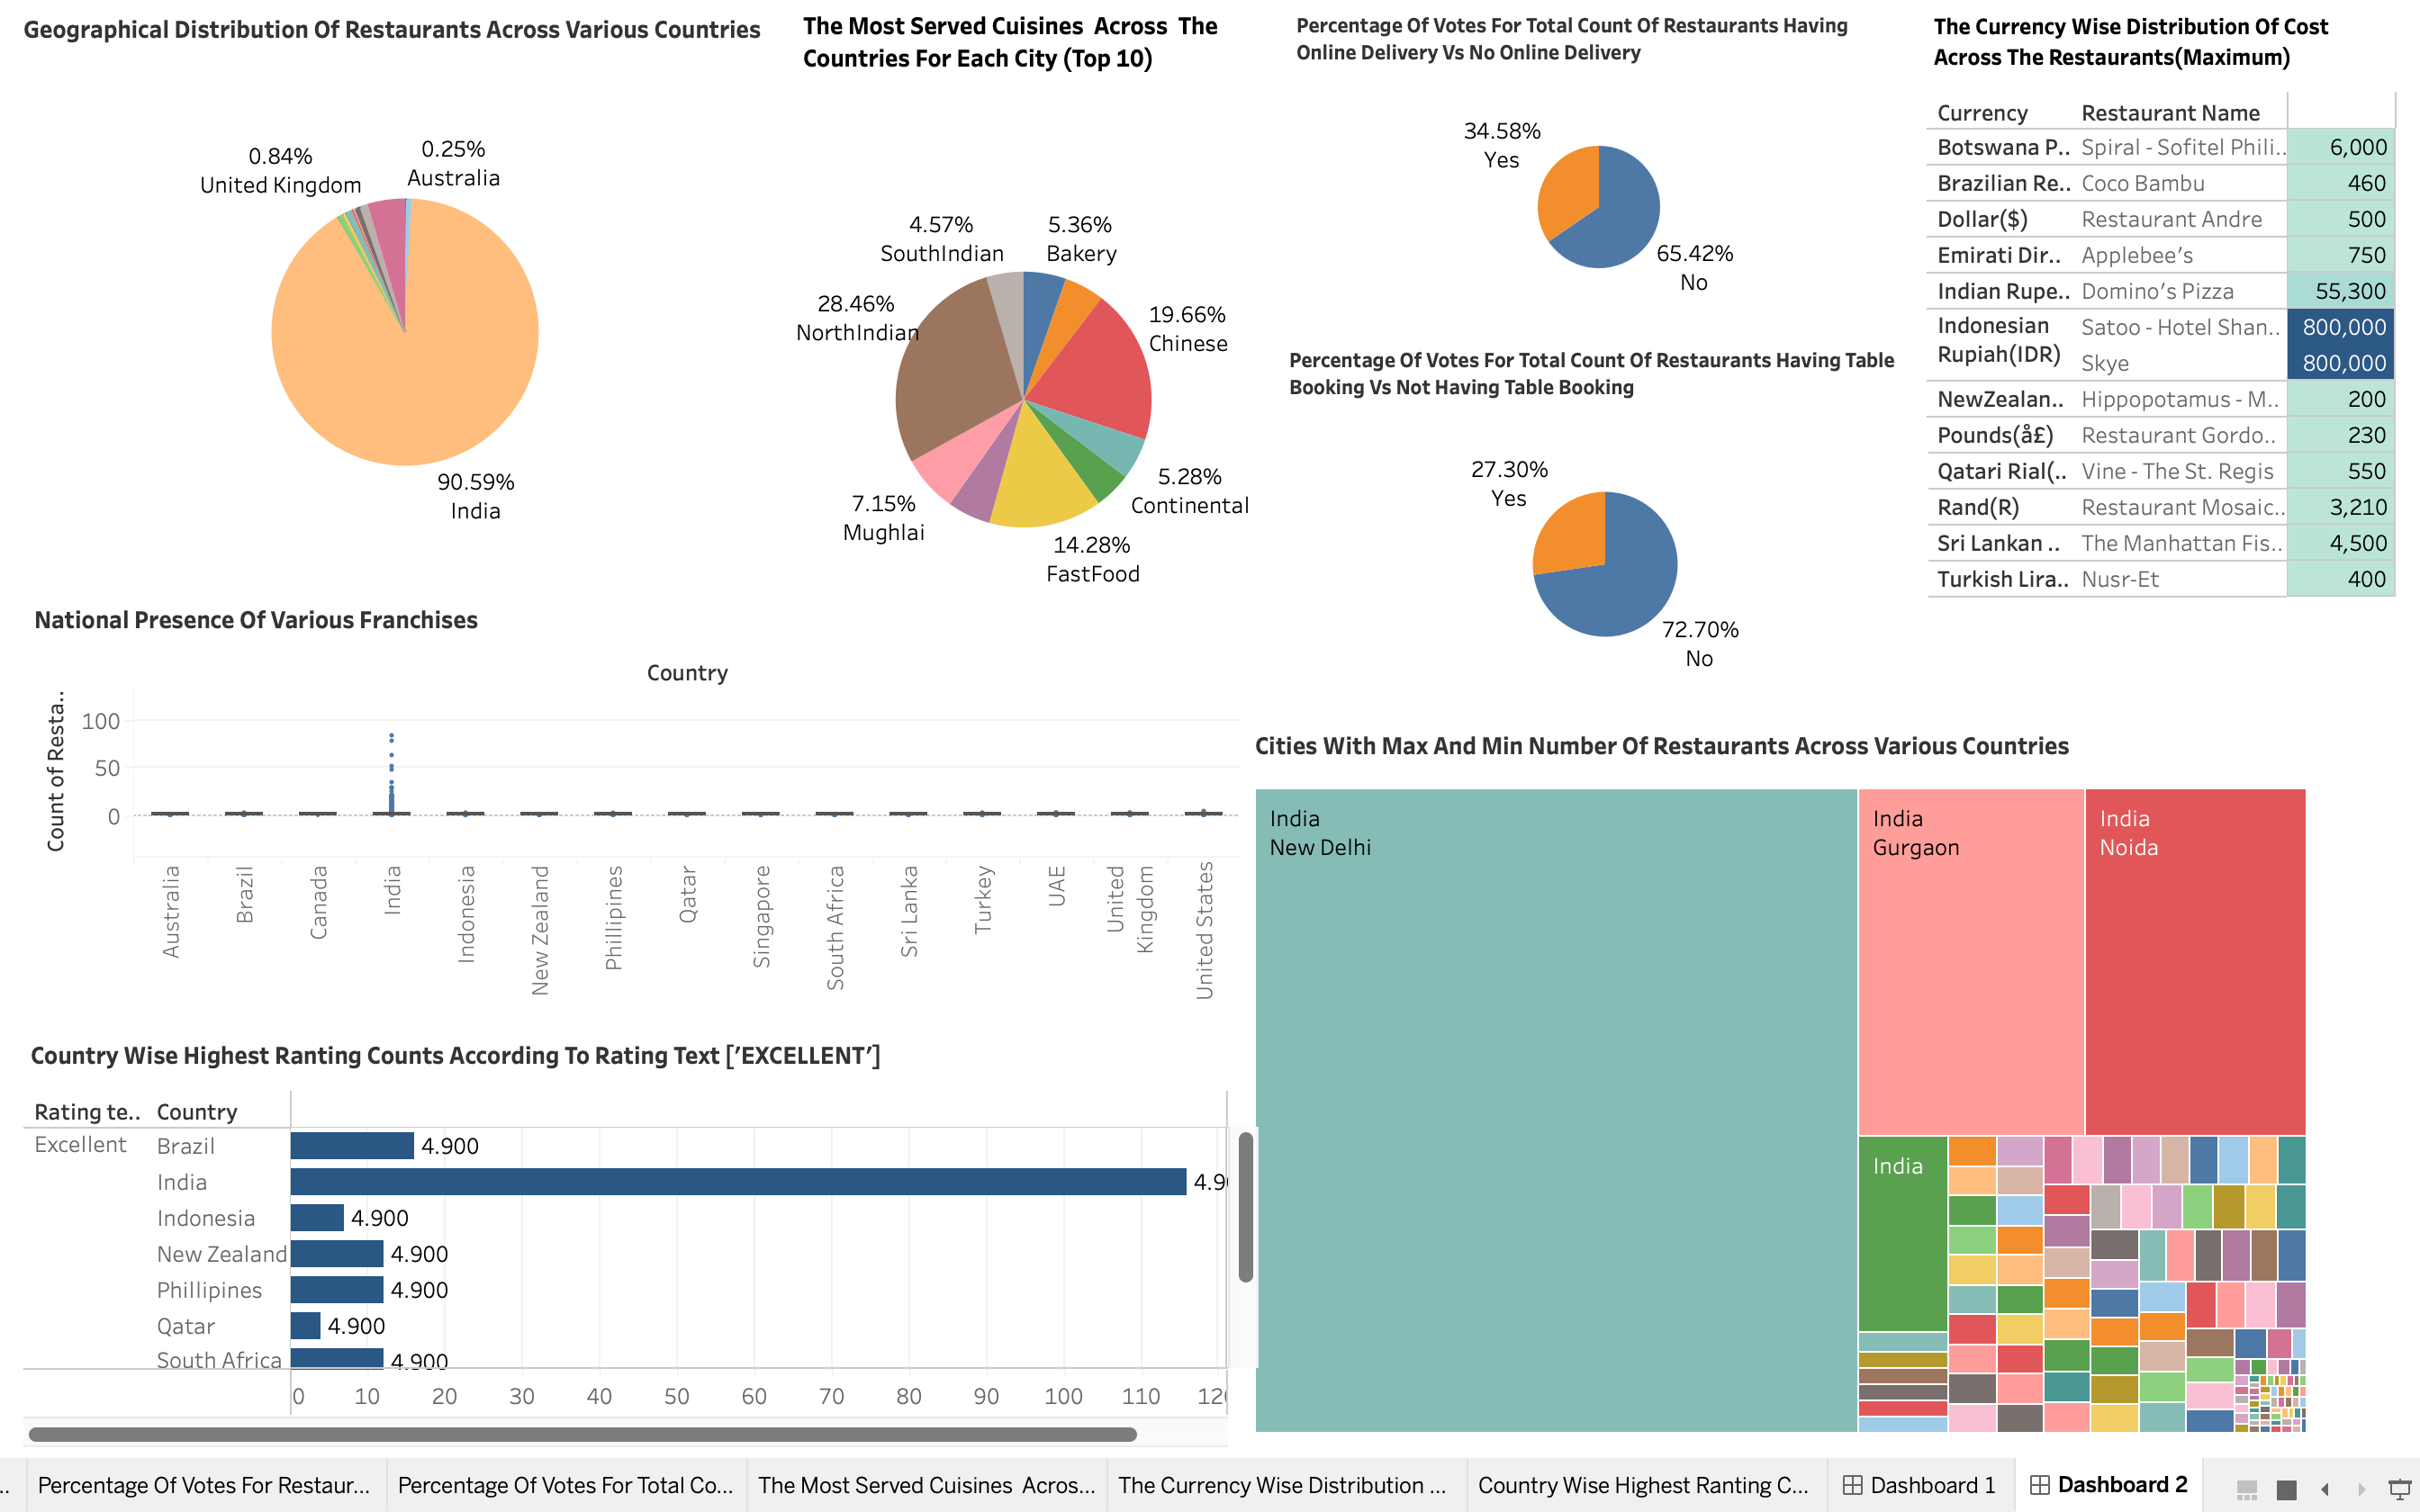 Geographical Distribution Of Restaurants Across Various Countries
0.84%
United Kingdom
0.25%
Australia
90.59%
India
The Most Served Cuisines  Across  The
Countries For Each City (Top 10)
4.57%
SouthIndian
5.36%
Bakery
28.46%
NorthIndian
19.66%
Chinese
5.28%
Continental
7.15%
Mughlai
14.28%
FastFood
Percentage Of Votes For Total Count Of Restaurants Having
Online Delivery Vs No Online Delivery
34.58%
Yes
65.42%
No
Percentage Of Votes For Total Count Of Restaurants Having Table
Booking Vs Not Having Table Booking
27.30%
Yes
72.70%
No
The Currency Wise Distribution Of Cost
Across The Restaurants(Maximum)
Currency Restaurant Name
Botswana P.. Spiral - Sofitel Phili.. 6,000
Brazilian Re.. Coco Bambu 460
Dollar($) Restaurant Andre 500
Emirati Dir.. Applebee's 750
Indian Rupe.. Domino's Pizza 55,300
Indonesian Satoo - Hotel Shan.. 800,000
Rupiah(IDR) Skye 800,000
NewZealan.. Hippopotamus - M.. 200
Pounds(å£) Restaurant Gordo.. 230
Qatari Rial(.. Vine - The St. Regis 550
Rand(R) Restaurant Mosaic.. 3,210
Sri Lankan .. The Manhattan Fis.. 4,500
Turkish Lira.. Nusr-Et 400
National Presence Of Various Franchises
Country
Count of Resta..
100
50
0
Australia
Brazil
Canada
India
Indonesia
New Zealand
Phillipines
Qatar
Singapore
South Africa
Sri Lanka
Turkey
UAE
United
Kingdom
United States
Country Wise Highest Ranting Counts According To Rating Text ['EXCELLENT']
Rating te.. Country
Excellent Brazil 4.900
India 4.9
Indonesia 4.900
New Zealand 4.900
Phillipines 4.900
Qatar 4.900
South Africa 4.900
0 10 20 30 40 50 60 70 80 90 100 110 120
Cities With Max And Min Number Of Restaurants Across Various Countries
India
New Delhi
India
Gurgaon
India
Noida
India
.. Percentage Of Votes For Restaur... Percentage Of Votes For Total Co... The Most Served Cuisines  Acros... The Currency Wise Distribution ... Country Wise Highest Ranting C... Dashboard 1 Dashboard 2